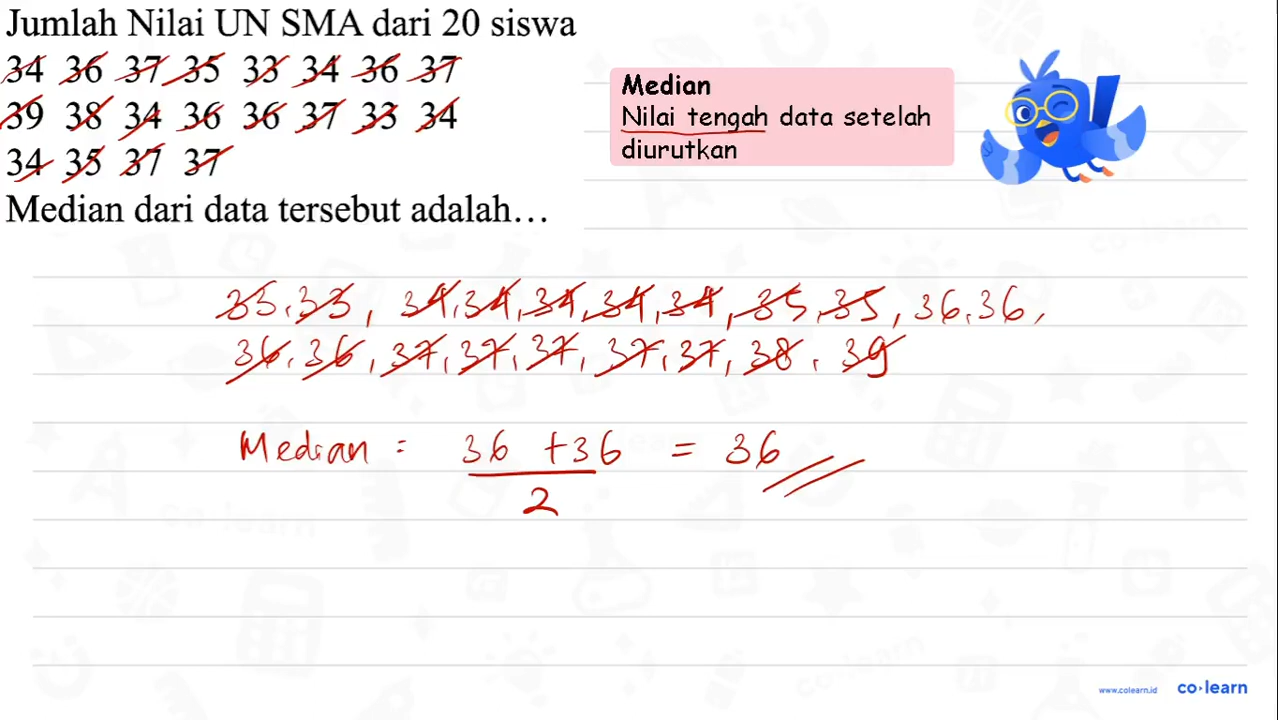 Jumlah Nilai UN SMA dari 20 siswa
34 36 37 35 33 34 36 37
39 38 34 36 36 37 33 34
34 35 37 37
Median dari data tersebut adalah...
Median
Nilai tengah data setelah
diurutkan
33, 33, 34, 34, 34, 34, 34, 35, 35, 36, 36,
36, 36, 37, 37, 37, 37, 37, 38, 39
Median = 36 + 36 = 36
2
www.colearn.id co·learn